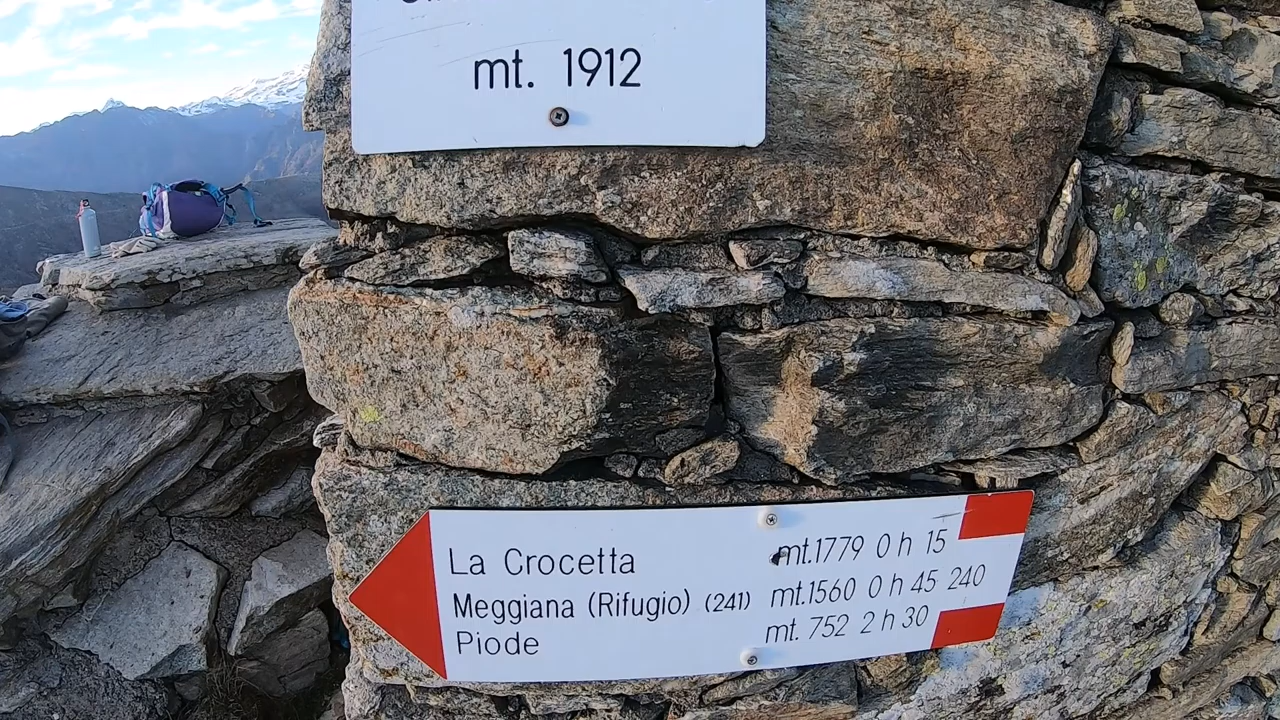 mt. 1912
La Crocetta mt.1779 0 h 15
Meggiana (Rifugio) (241) mt.1560 0 h 45 240
Piode mt. 752 2 h 30